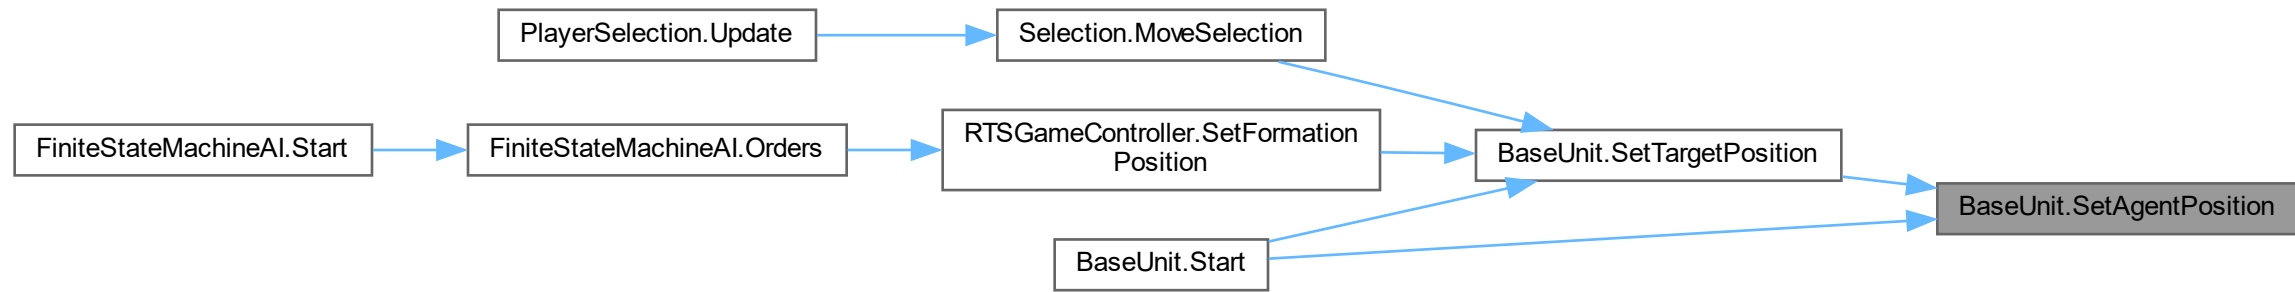 PlayerSelection.Update
Selection.MoveSelection
FiniteStateMachineAI.Start
FiniteStateMachineAI.Orders
RTSGameController.SetFormation
Position
BaseUnit.SetTargetPosition
BaseUnit.SetAgentPosition
BaseUnit.Start